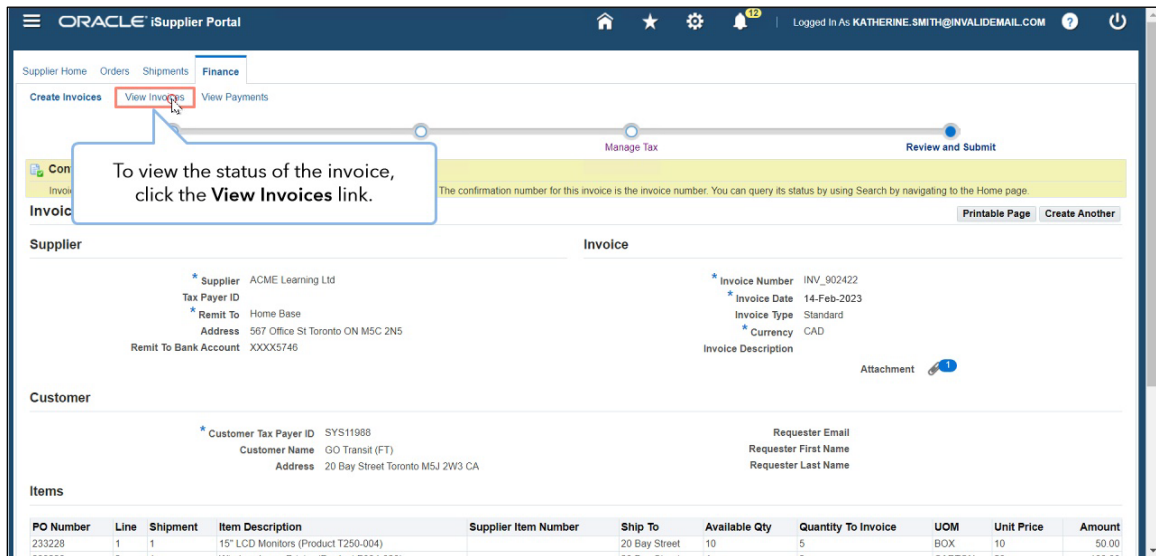 ORACLE iSupplier Portal
12
Logged In As KATHERINE.SMITH@INVALIDEMAIL.COM
?
Supplier Home Orders Shipments Finance
Create Invoices View Invoices View Payments
Manage Tax Review and Submit
To view the status of the invoice,
click the View Invoices link.
Con
Invoi
The confirmation number for this invoice is the invoice number. You can query its status by using Search by navigating to the Home page.
Invoic
Printable Page Create Another
Supplier
* Supplier ACME Learning Ltd
Tax Payer ID
* Remit To Home Base
Address 567 Office St Toronto ON M5C 2N5
Remit To Bank Account XXXX5746
Invoice
* Invoice Number INV_902422
* Invoice Date 14-Feb-2023
Invoice Type Standard
* Currency CAD
Invoice Description
Attachment 1
Customer
* Customer Tax Payer ID SYS11988
Customer Name GO Transit (FT)
Address 20 Bay Street Toronto M5J 2W3 CA
Requester Email
Requester First Name
Requester Last Name
Items
PO Number Line Shipment Item Description Supplier Item Number Ship To Available Qty Quantity To Invoice UOM Unit Price Amount
233228 1 1 15" LCD Monitors (Product T250-004) 20 Bay Street 10 5 BOX 10 50.00